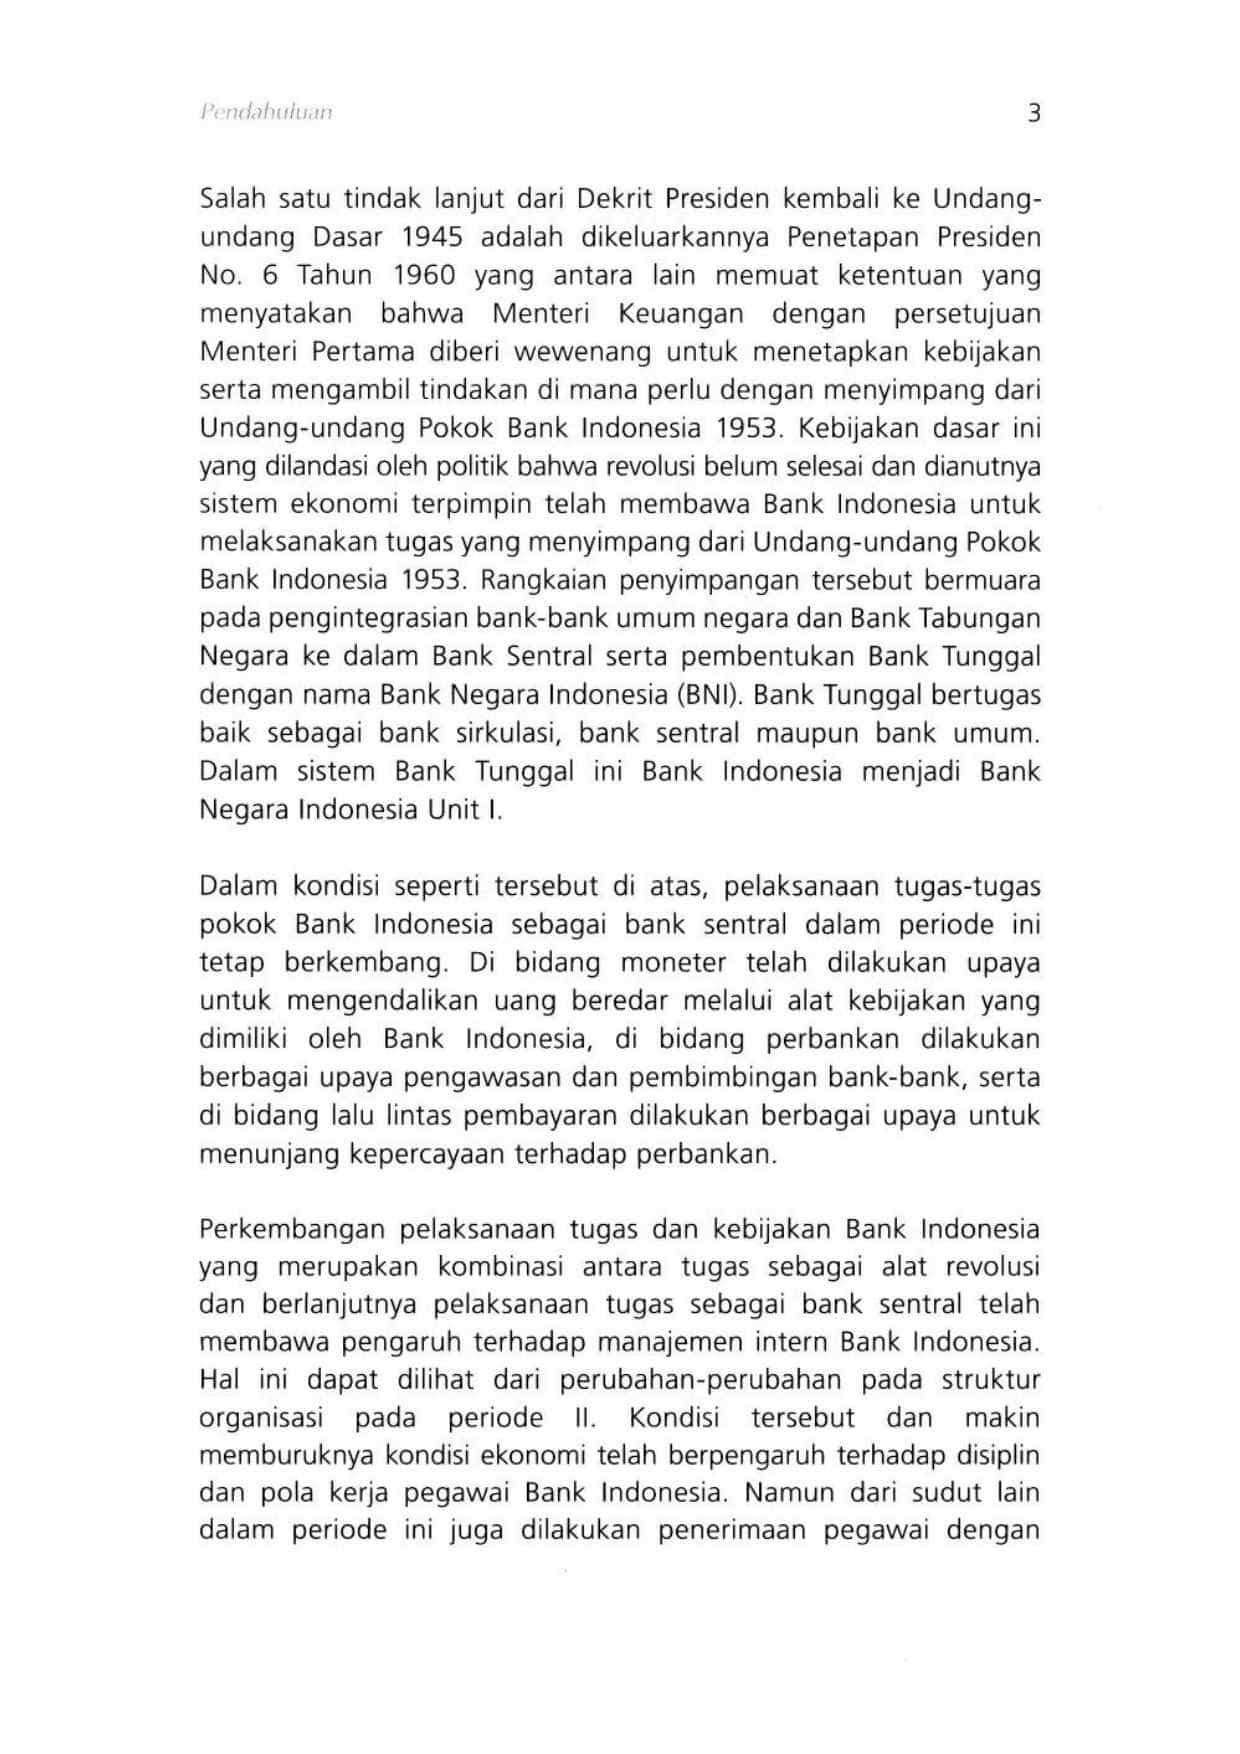 Pendahuluan 3
Salah satu tindak lanjut dari Dekrit Presiden kembali ke Undang-
undang Dasar 1945 adalah dikeluarkannya Penetapan Presiden
No. 6 Tahun 1960 yang antara lain memuat ketentuan yang
menyatakan bahwa Menteri Keuangan dengan persetujuan
Menteri Pertama diberi wewenang untuk menetapkan kebijakan
serta mengambil tindakan di mana perlu dengan menyimpang dari
Undang-undang Pokok Bank Indonesia 1953. Kebijakan dasar ini
yang dilandasi oleh politik bahwa revolusi belum selesai dan dianutnya
sistem ekonomi terpimpin telah membawa Bank Indonesia untuk
melaksanakan tugas yang menyimpang dari Undang-undang Pokok
Bank Indonesia 1953. Rangkaian penyimpangan tersebut bermuara
pada pengintegrasian bank-bank umum negara dan Bank Tabungan
Negara ke dalam Bank Sentral serta pembentukan Bank Tunggal
dengan nama Bank Negara Indonesia (BNI). Bank Tunggal bertugas
baik sebagai bank sirkulasi, bank sentral maupun bank umum.
Dalam sistem Bank Tunggal ini Bank Indonesia menjadi Bank
Negara Indonesia Unit I.
Dalam kondisi seperti tersebut di atas, pelaksanaan tugas-tugas
pokok Bank Indonesia sebagai bank sentral dalam periode ini
tetap berkembang. Di bidang moneter telah dilakukan upaya
untuk mengendalikan uang beredar melalui alat kebijakan yang
dimiliki oleh Bank Indonesia, di bidang perbankan dilakukan
berbagai upaya pengawasan dan pembimbingan bank-bank, serta
di bidang lalu lintas pembayaran dilakukan berbagai upaya untuk
menunjang kepercayaan terhadap perbankan.
Perkembangan pelaksanaan tugas dan kebijakan Bank Indonesia
yang merupakan kombinasi antara tugas sebagai alat revolusi
dan berlanjutnya pelaksanaan tugas sebagai bank sentral telah
membawa pengaruh terhadap manajemen intern Bank Indonesia.
Hal ini dapat dilihat dari perubahan-perubahan pada struktur
organisasi pada periode II. Kondisi tersebut dan makin
memburuknya kondisi ekonomi telah berpengaruh terhadap disiplin
dan pola kerja pegawai Bank Indonesia. Namun dari sudut lain
dalam periode ini juga dilakukan penerimaan pegawai dengan